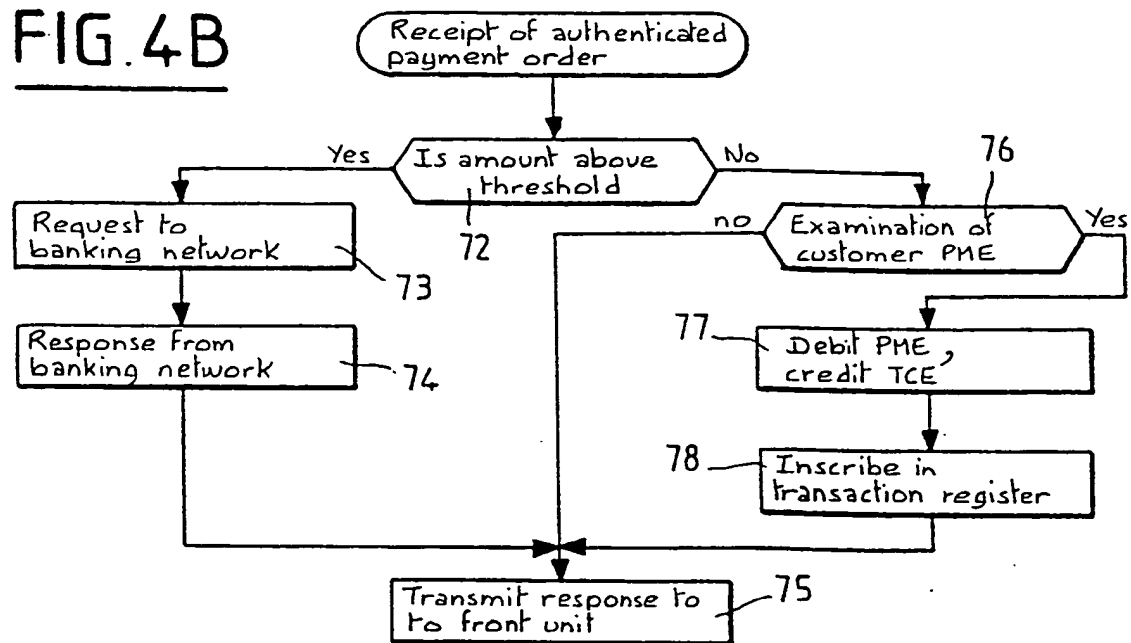 FIG.4B
Receipt of authenticated
payment order
Yes
Is amount above
threshold
No
72
76
Request to
banking network
73
no
Examination of
customer PME
Yes
Response from
banking network
74
77
Debit PME,
credit TCE
78
Inscribe in
transaction register
Transmit response to
to front unit
75